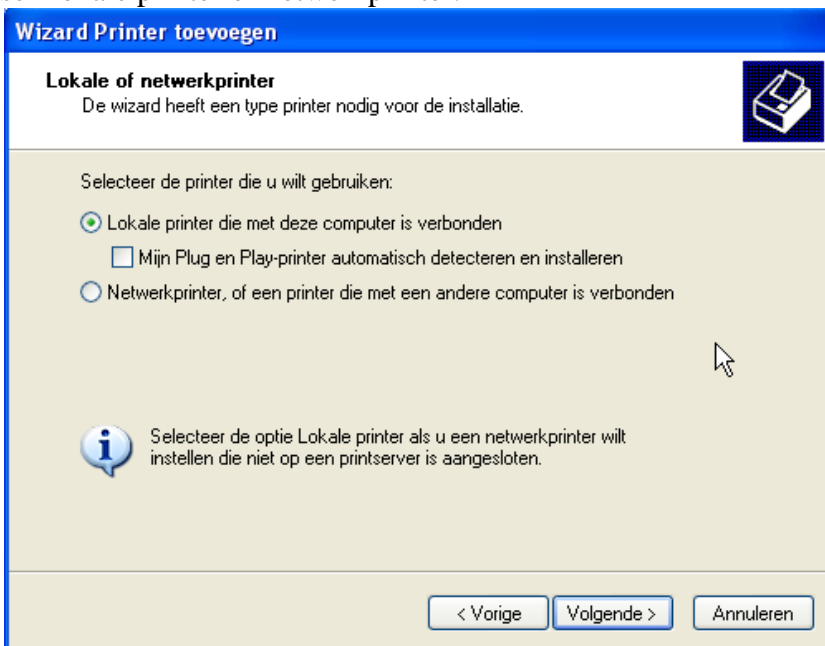 Wizard Printer toevoegen
Lokale of netwerkprinter
De wizard heeft een type printer nodig voor de installatie.
Selecteer de printer die u wilt gebruiken:
Lokale printer die met deze computer is verbonden
Mijn Plug en Play-printer automatisch detecteren en installeren
Netwerkprinter, of een printer die met een andere computer is verbonden
Selecteer de optie Lokale printer als u een netwerkprinter wilt
instellen die niet op een printserver is aangesloten.
< Vorige Volgende > Annuleren